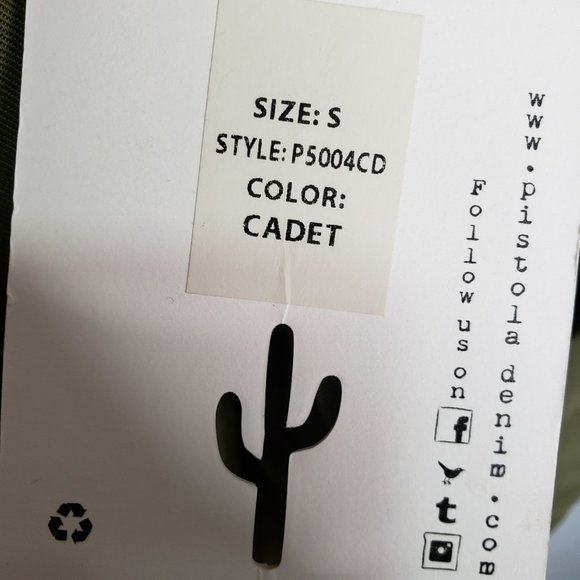 SIZE: S
STYLE: P5004CD
COLOR:
CADET
www.pistoladenim.com
Follow us on
f
t